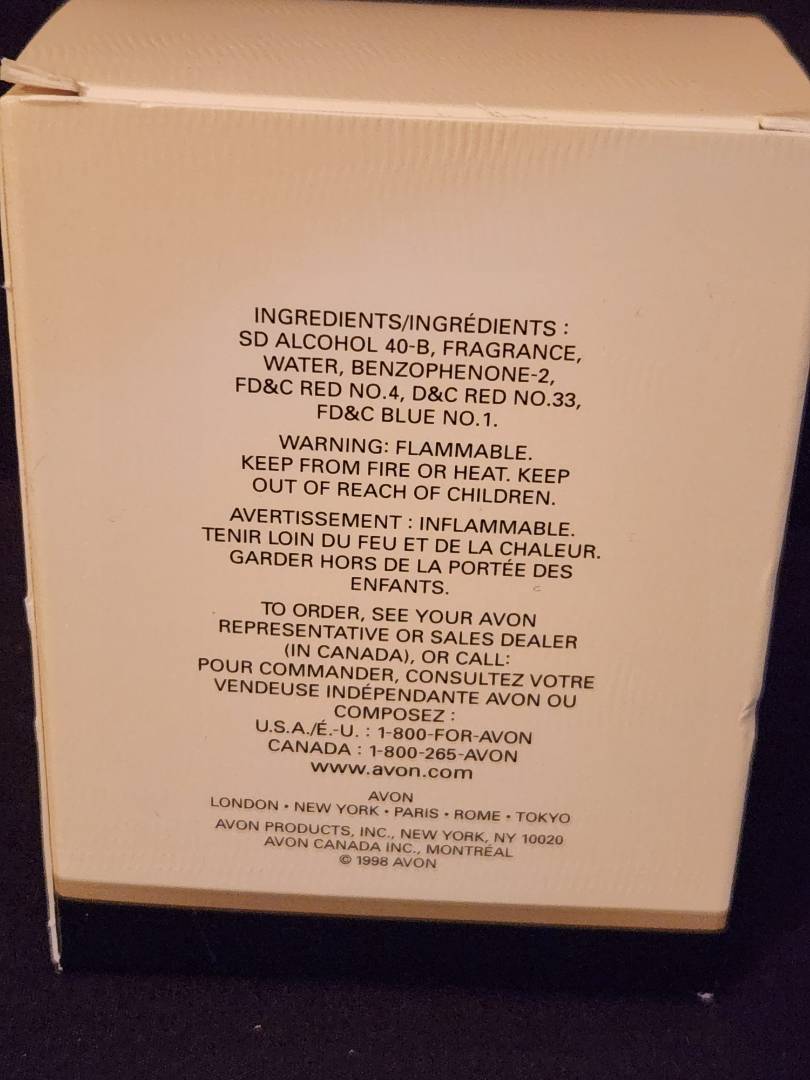 INGREDIENTS/INGRÉDIENTS :
SD ALCOHOL 40-B, FRAGRANCE,
WATER, BENZOPHENONE-2,
FD&C RED NO.4, D&C RED NO.33,
FD&C BLUE NO.1.
WARNING: FLAMMABLE.
KEEP FROM FIRE OR HEAT. KEEP
OUT OF REACH OF CHILDREN.
AVERTISSEMENT : INFLAMMABLE.
TENIR LOIN DU FEU ET DE LA CHALEUR.
GARDER HORS DE LA PORTÉE DES
ENFANTS.
TO ORDER, SEE YOUR AVON
REPRESENTATIVE OR SALES DEALER
(IN CANADA), OR CALL:
POUR COMMANDER, CONSULTEZ VOTRE
VENDEUSE INDÉPENDANTE AVON OU
COMPOSEZ :
U.S.A./É.-U. : 1-800-FOR-AVON
CANADA : 1-800-265-AVON
www.avon.com
AVON
LONDON • NEW YORK • PARIS • ROME • TOKYO
AVON PRODUCTS, INC., NEW YORK, NY 10020
AVON CANADA INC., MONTRÉAL
© 1998 AVON